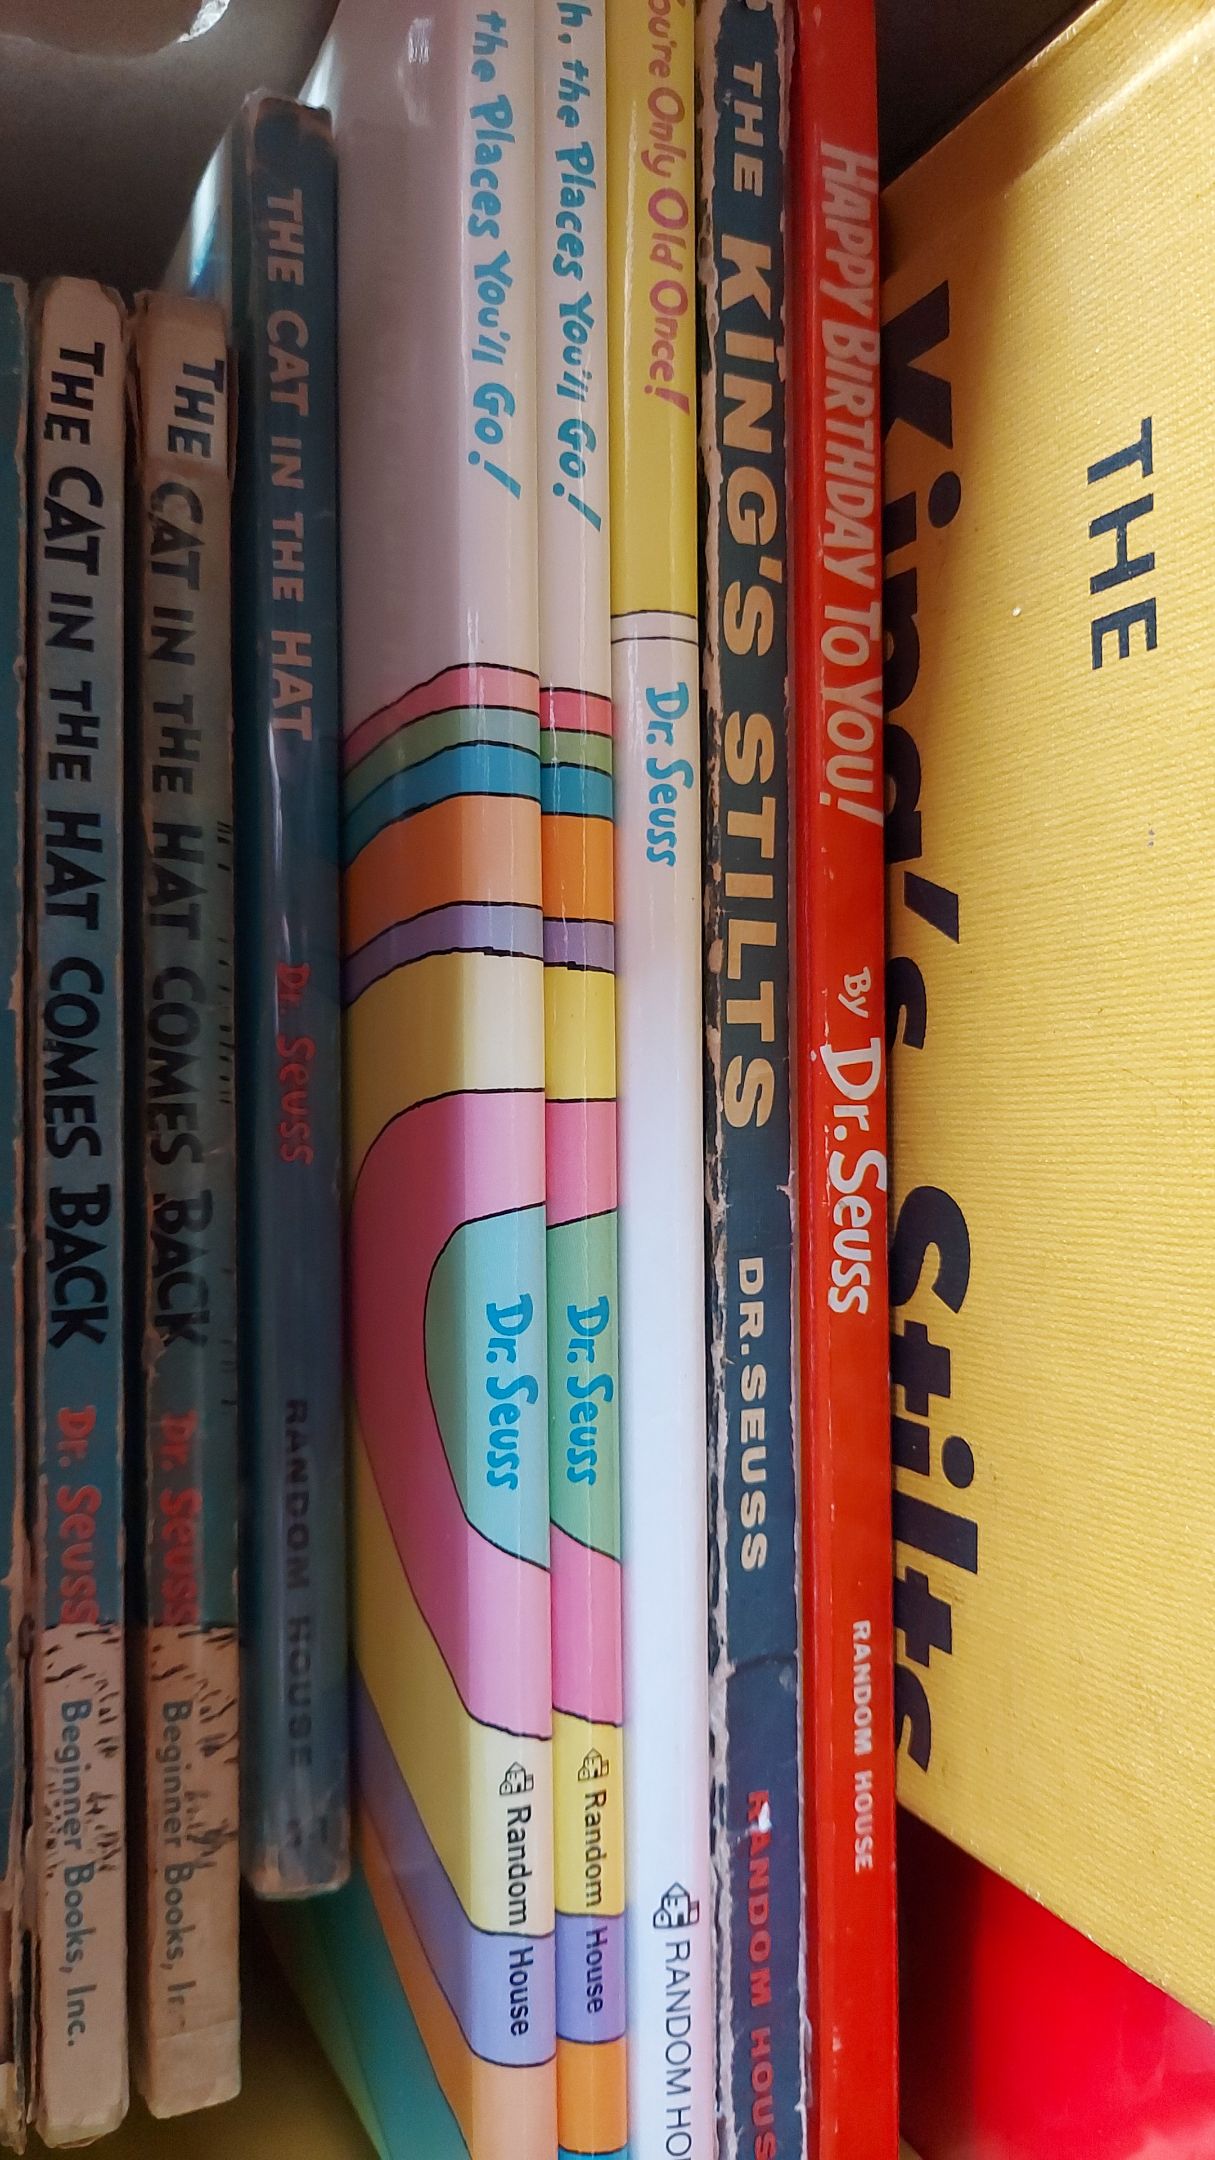 THE CAT IN THE HAT COMES BACK Dr. Seuss Beginner Books, Inc.
THE CAT IN THE HAT COMES BACK Dr. Seuss Beginner Books, I
THE CAT IN THE HAT Dr. Seuss RANDOM HOUSE
the Places You'll Go! Dr. Seuss Random House
h, the Places You'll Go! Dr. Seuss Random House
ou're Only Old Once! Dr. Seuss RANDOM HO
THE KING'S STILTS DR. SEUSS RANDOM HOUS
HAPPY BIRTHDAY TO YOU! By Dr. Seuss RANDOM HOUSE
THE
King's Stilts